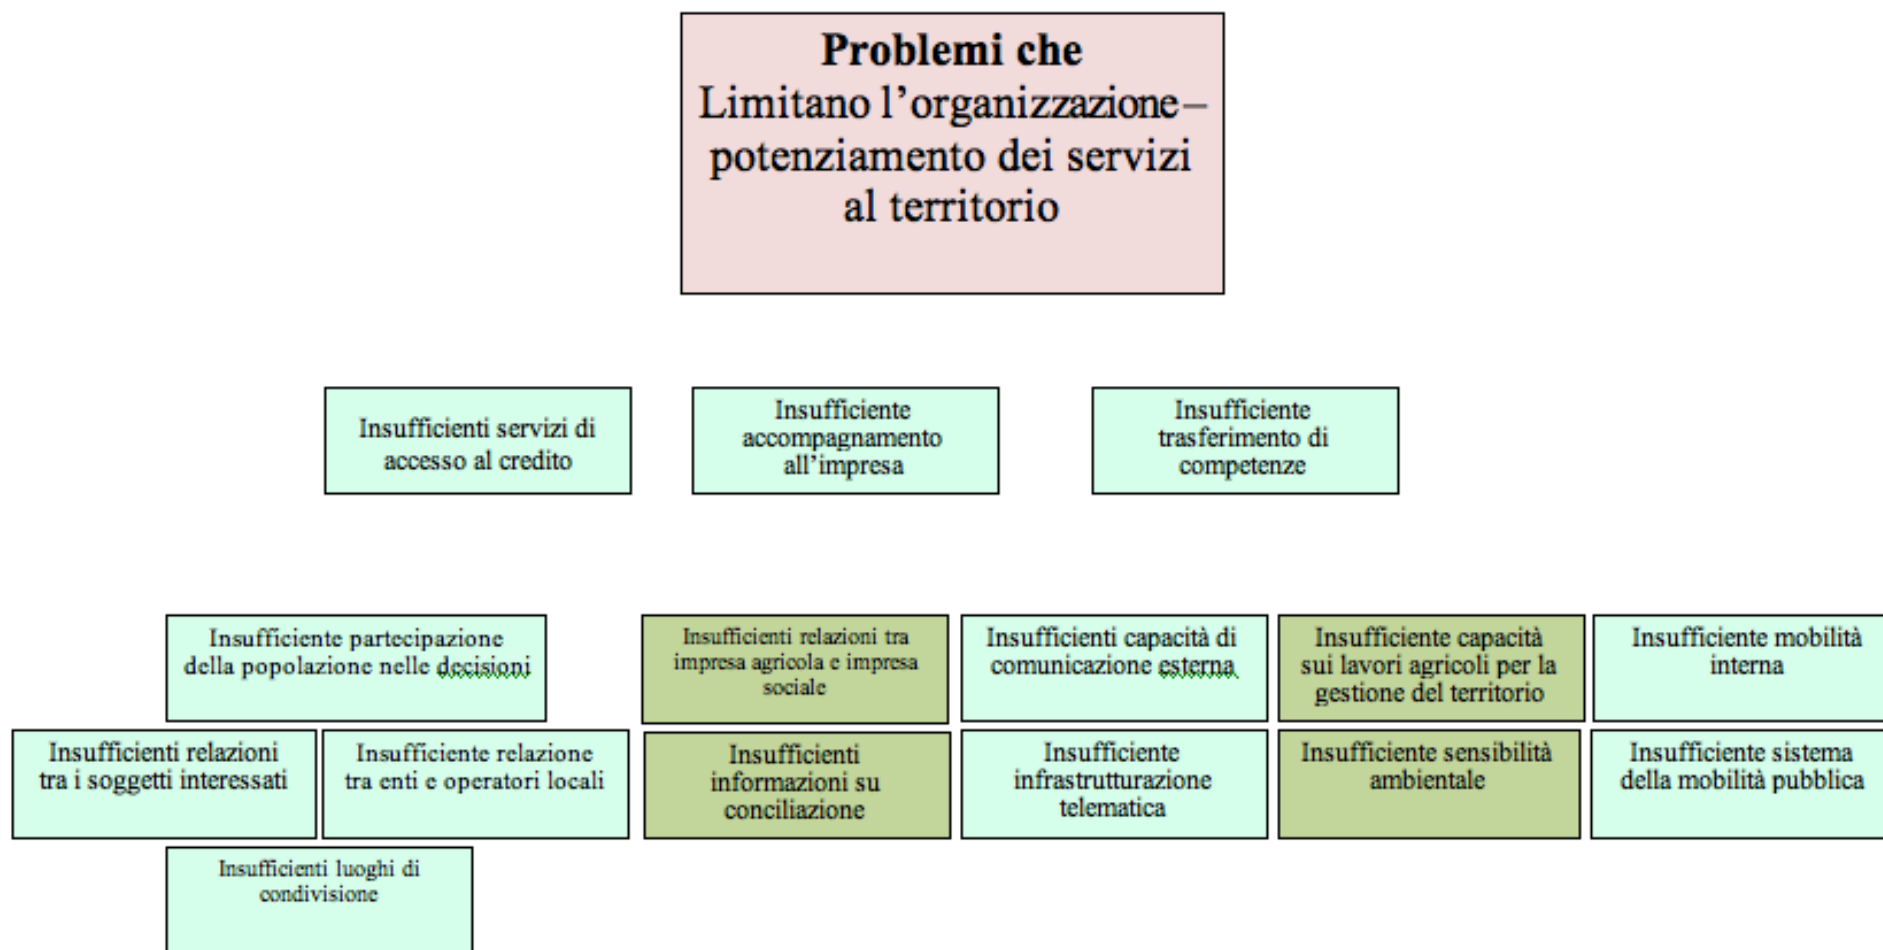 Problemi che
Limitano l’organizzazione–
potenziamento dei servizi
al territorio
Insufficienti servizi di
accesso al credito
Insufficiente
accompagnamento
all’impresa
Insufficiente
trasferimento di
competenze
Insufficiente partecipazione
della popolazione nelle decisioni
Insufficienti relazioni tra
impresa agricola e impresa
sociale
Insufficienti capacità di
comunicazione esterna
Insufficiente capacità
sui lavori agricoli per la
gestione del territorio
Insufficiente mobilità
interna
Insufficienti relazioni
tra i soggetti interessati
Insufficiente relazione
tra enti e operatori locali
Insufficienti
informazioni su
conciliazione
Insufficiente
infrastrutturazione
telematica
Insufficiente sensibilità
ambientale
Insufficiente sistema
della mobilità pubblica
Insufficienti luoghi di
condivisione